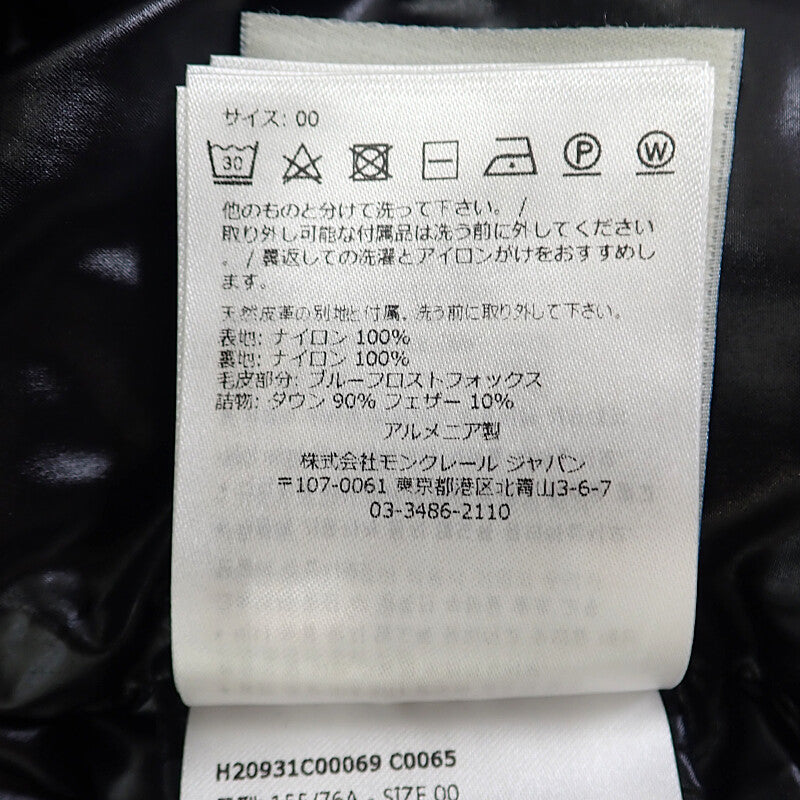 サイズ: 00
30 P W
他のものと分けて洗って下さい。 /
取り外し可能な付属品は洗う前に外してください
。 / 裏返しての洗濯とアイロンがけをおすすめし
ます。
天然皮革の別地と付属、洗う前に取り外して下さい。
表地: ナイロン 100%
裏地: ナイロン 100%
毛皮部分: ブルーフロストフォックス
詰物: ダウン 90% フェザー 10%
アルメニア製
株式会社モンクレール ジャパン
〒107-0061 東京都港区北青山3-6-7
03-3486-2110
H20931C00069 C0065
155/76A - SIZE 00